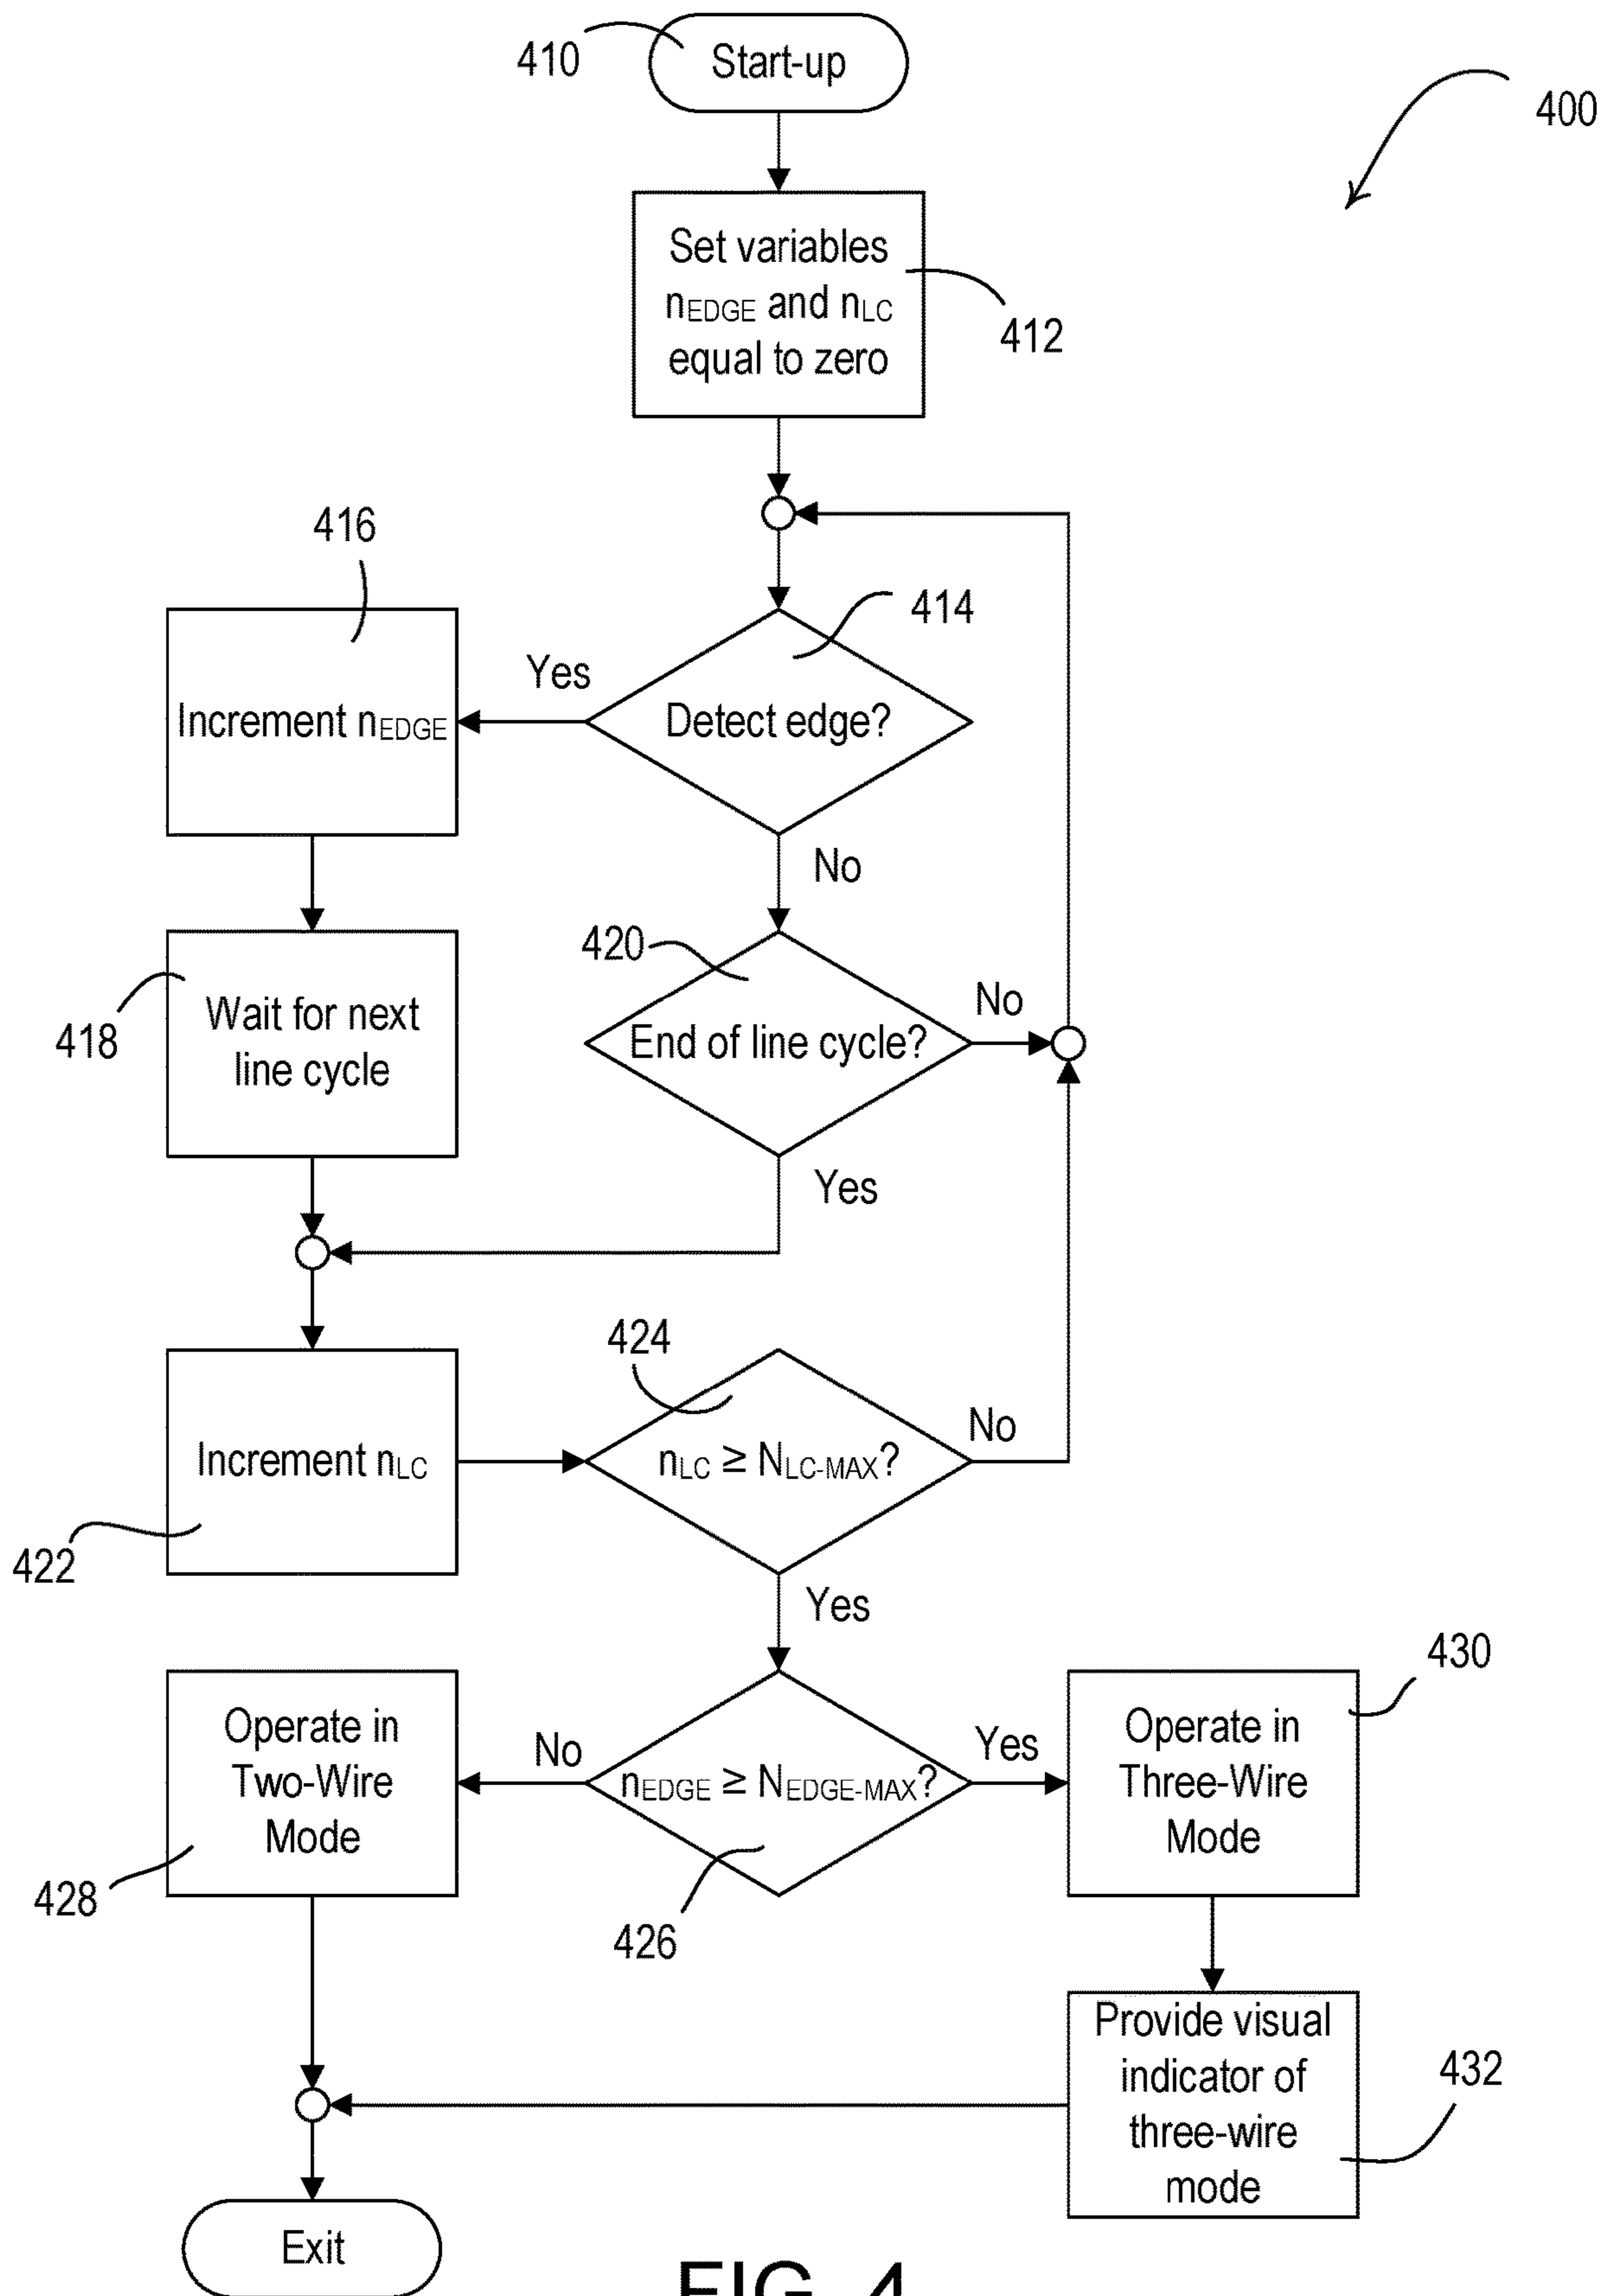 410
Start-up
400
Set variables
nEDGE and nLC
equal to zero
412
416
414
Yes
Increment nEDGE
Detect edge?
No
420
No
418
Wait for next
line cycle
End of line cycle?
Yes
424
No
Increment nLC
nLC ≥ NLC-MAX?
422
Yes
430
Operate in
Two-Wire
Mode
No
nEDGE ≥ NEDGE-MAX?
Yes
Operate in
Three-Wire
Mode
428
426
Provide visual
indicator of
three-wire
mode
432
Exit
FIG. 4